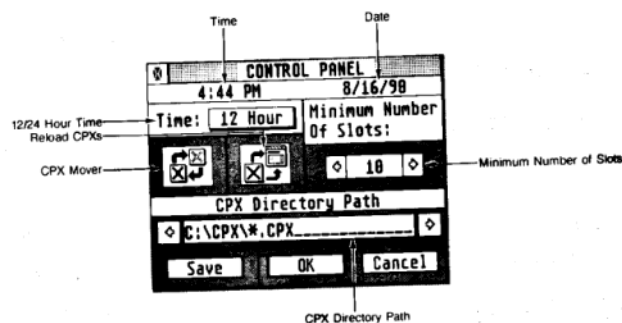 Time
Date
CONTROL PANEL
4:44 PM 8/16/90
12/24 Hour Time
Time: 12 Hour
Minimum Number
Of Slots:
Reload CPXs
CPX Mover
10
Minimum Number of Slots
CPX Directory Path
C:\CPX\*.CPX______________
Save OK Cancel
CPX Directory Path